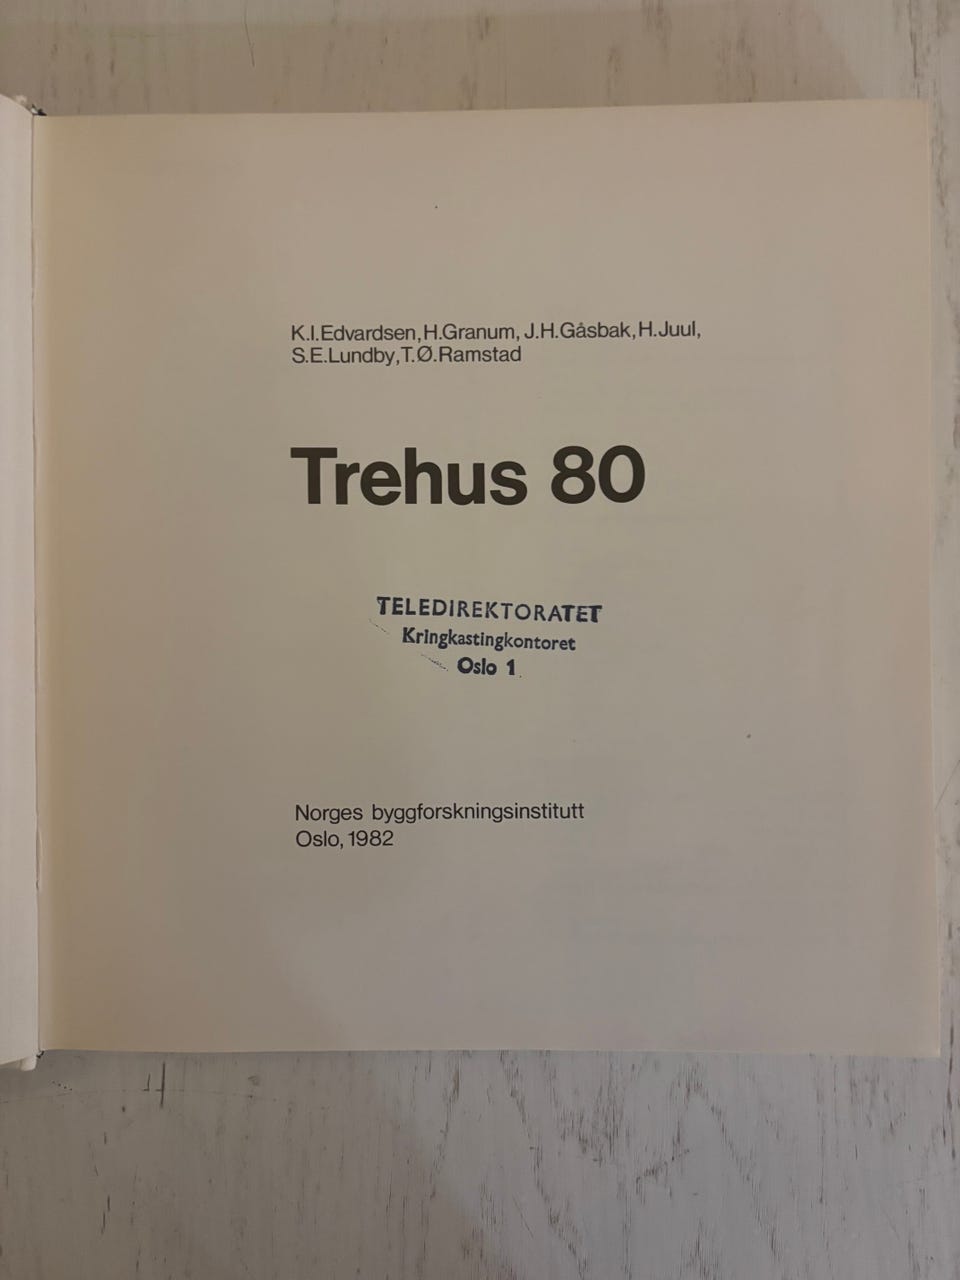 K.I.Edvardsen, H.Granum, J.H.Gåsbak, H.Juul,
S.E.Lundby, T.Ø.Ramstad
Trehus 80
TELEDIREKTORATET
Kringkastingkontoret
Oslo 1
Norges byggforskningsinstitutt
Oslo, 1982